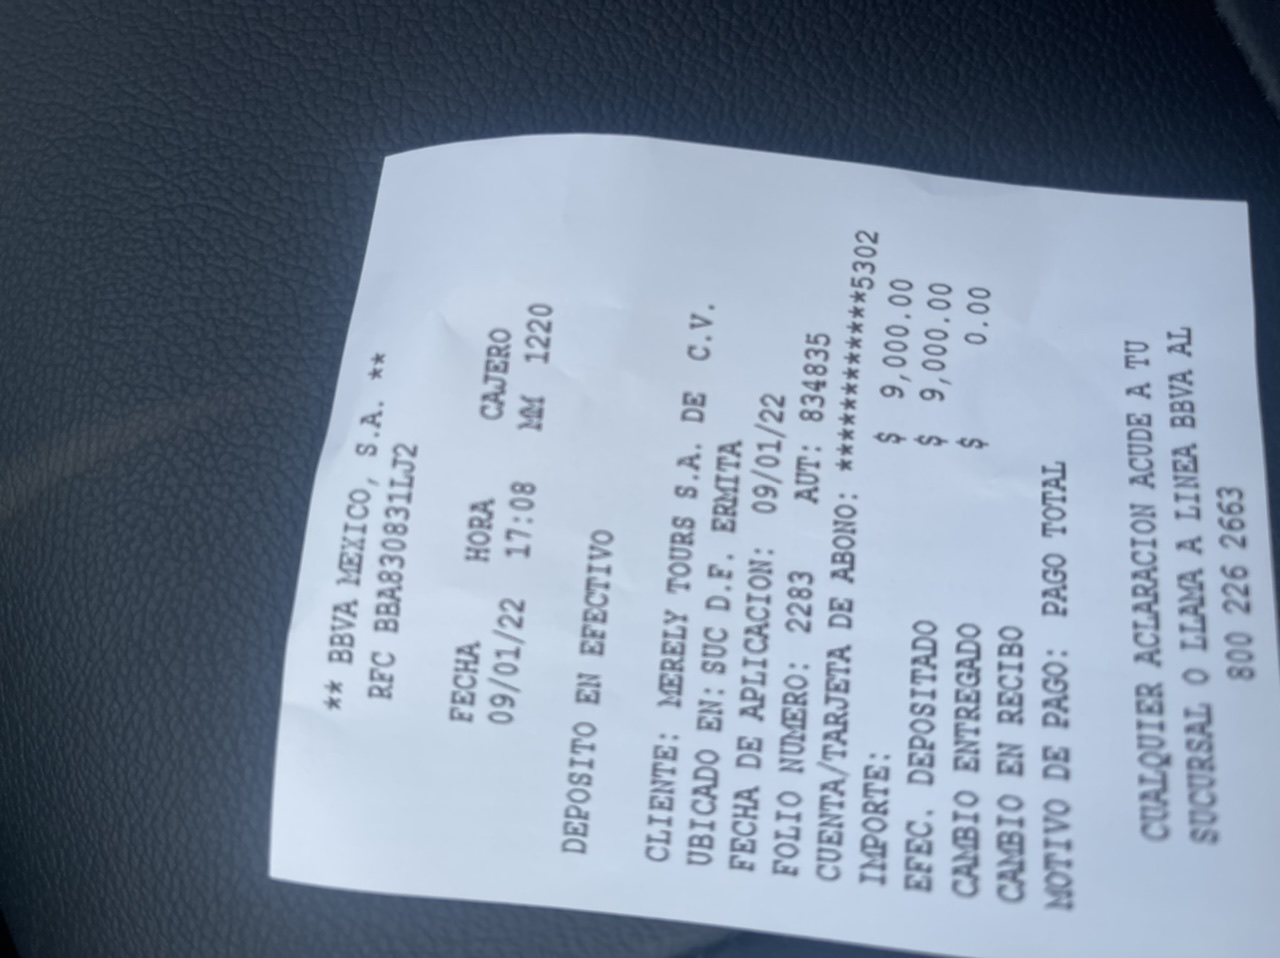 ** BBVA MEXICO, S.A. **
RFC BBA830831LJ2
FECHA HORA CAJERO
09/01/22 17:08 MM 1220
DEPOSITO EN EFECTIVO
CLIENTE: MERELY TOURS S.A. DE C.V.
UBICADO EN: SUC D.F. ERMITA
FECHA DE APLICACION: 09/01/22
FOLIO NUMERO: 2283 AUT: 834835
CUENTA/TARJETA DE ABONO: ************5302
IMPORTE: $ 9,000.00
EFEC. DEPOSITADO $ 9,000.00
CAMBIO ENTREGADO $ 0.00
CAMBIO EN RECIBO
MOTIVO DE PAGO: PAGO TOTAL
CUALQUIER ACLARACION ACUDE A TU
SUCURSAL O LLAMA A LINEA BBVA AL
800 226 2663